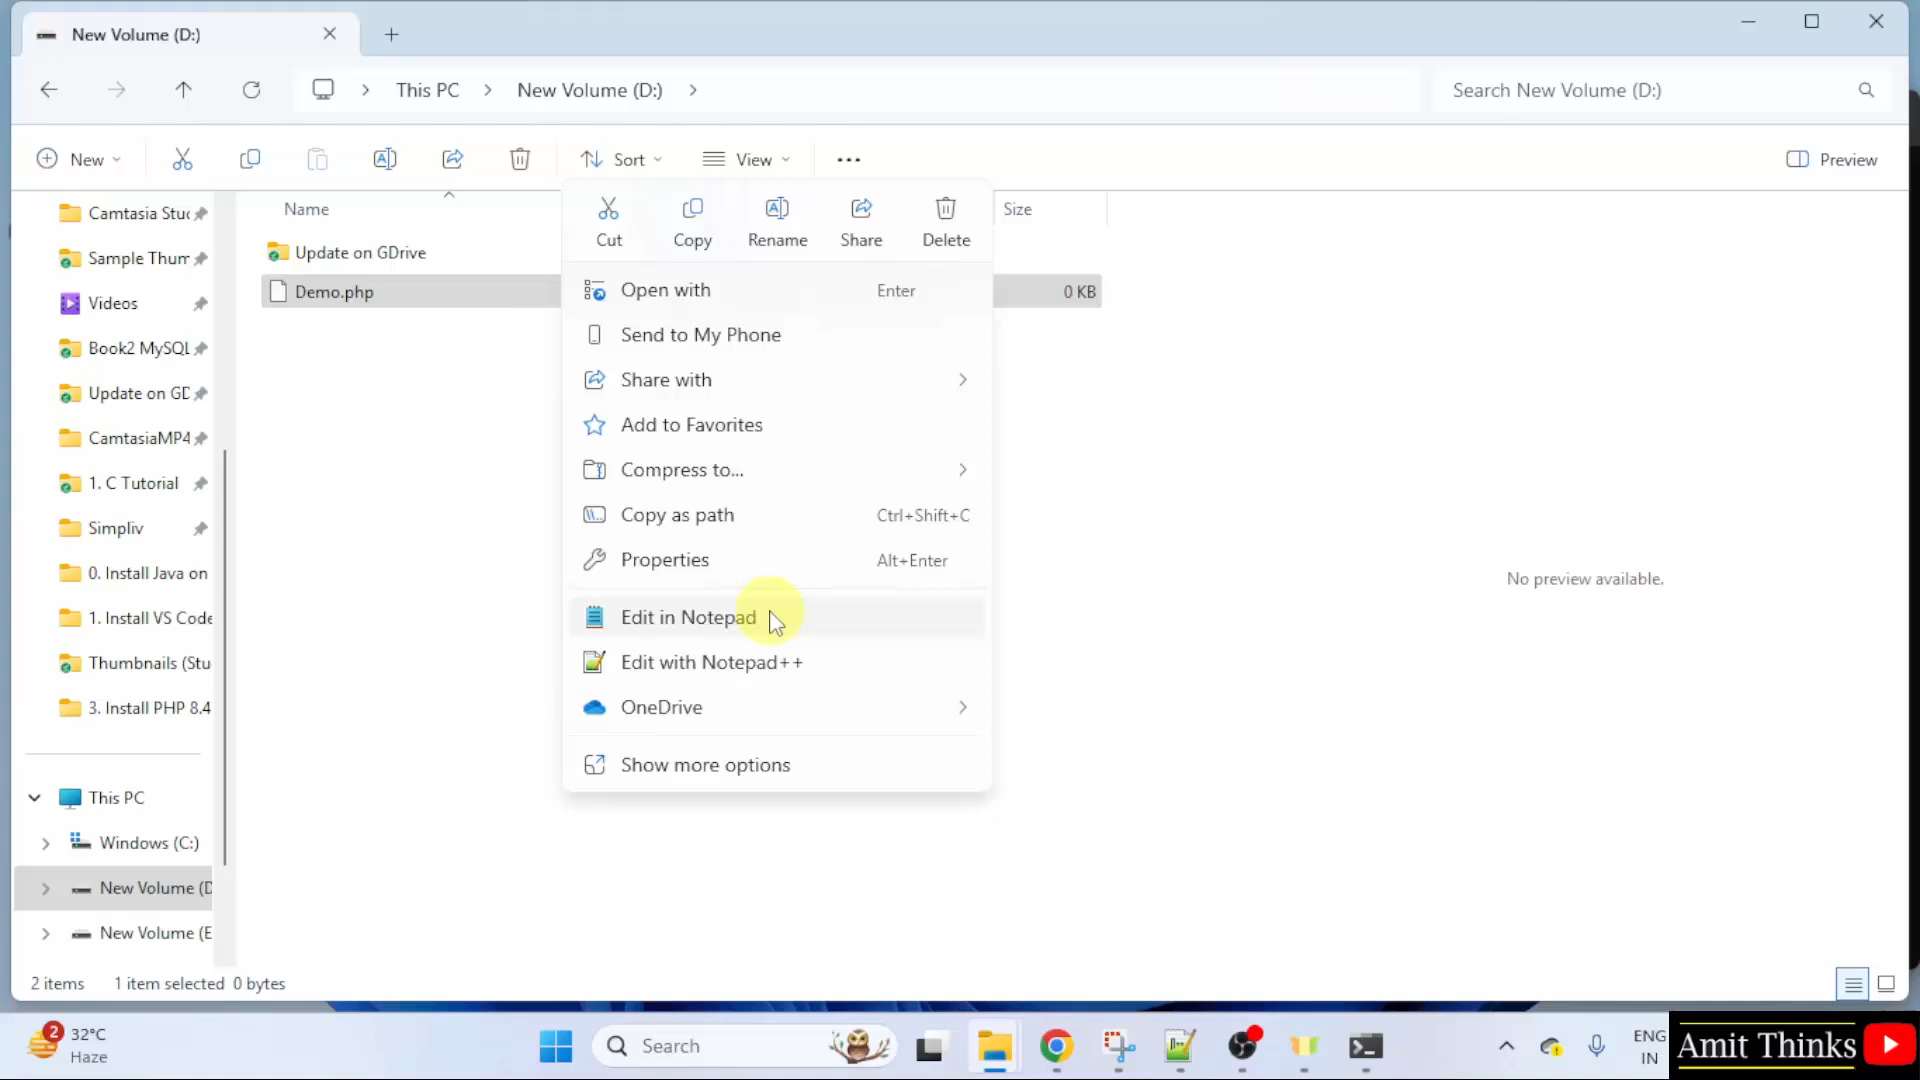 New Volume (D:)
This PC
New Volume (D:)
Search New Volume (D:)
New
Sort
View
Preview
Camtasia Stu
Sample Thum
Videos
Book2 MySQL
Update on GD
CamtasiaMP4
1. C Tutorial
Simpliv
0. Install Java on
1. Install VS Code
Thumbnails (Stu
3. Install PHP 8.4
This PC
Windows (C:)
New Volume (D
New Volume (E
Name
Size
Update on GDrive
Demo.php
0 KB
Cut
Copy
Rename
Share
Delete
Open with Enter
Send to My Phone
Share with
Add to Favorites
Compress to...
Copy as path Ctrl+Shift+C
Properties Alt+Enter
Edit in Notepad
Edit with Notepad++
OneDrive
Show more options
No preview available.
2 items 1 item selected 0 bytes
2
32°C
Haze
Search
ENG
IN
Amit Thinks